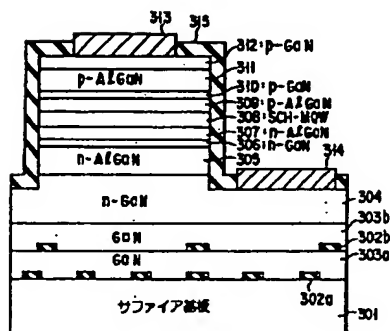 313
315
312:p-GaN
311
p-AlGaN
310:p-GaN
309:p-AlGaN
308:SCH-MQW
307:n-AlGaN
306:n-GaN
305
n-AlGaN
314
n-GaN
304
303b
GaN
302b
303a
GaN
サファイア基板
302a
301